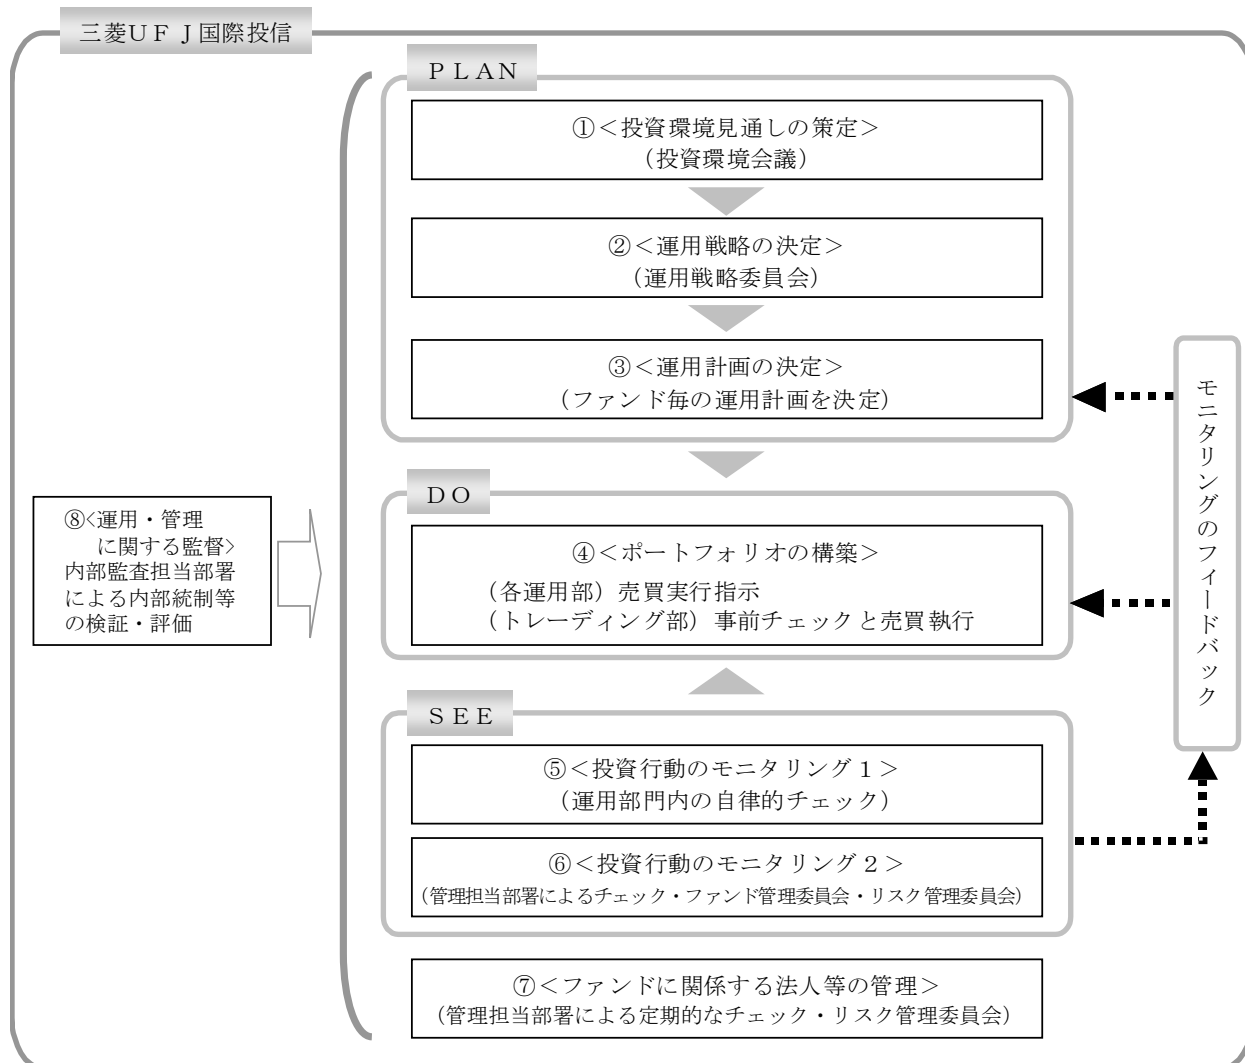 三菱UFJ国際投信
PLAN
①<投資環境見通しの策定>
(投資環境会議)
②<運用戦略の決定>
(運用戦略委員会)
③<運用計画の決定>
(ファンド毎の運用計画を決定)
DO
④<ポートフォリオの構築>
(各運用部)売買実行指示
(トレーディング部)事前チェックと売買執行
SEE
⑤<投資行動のモニタリング1>
(運用部門内の自律的チェック)
⑥<投資行動のモニタリング2>
(管理担当部署によるチェック・ファンド管理委員会・リスク管理委員会)
⑦<ファンドに関係する法人等の管理>
(管理担当部署による定期的なチェック・リスク管理委員会)
⑧<運用・管理
に関する監督>
内部監査担当部署
による内部統制等
の検証・評価
モニタリングのフィードバック